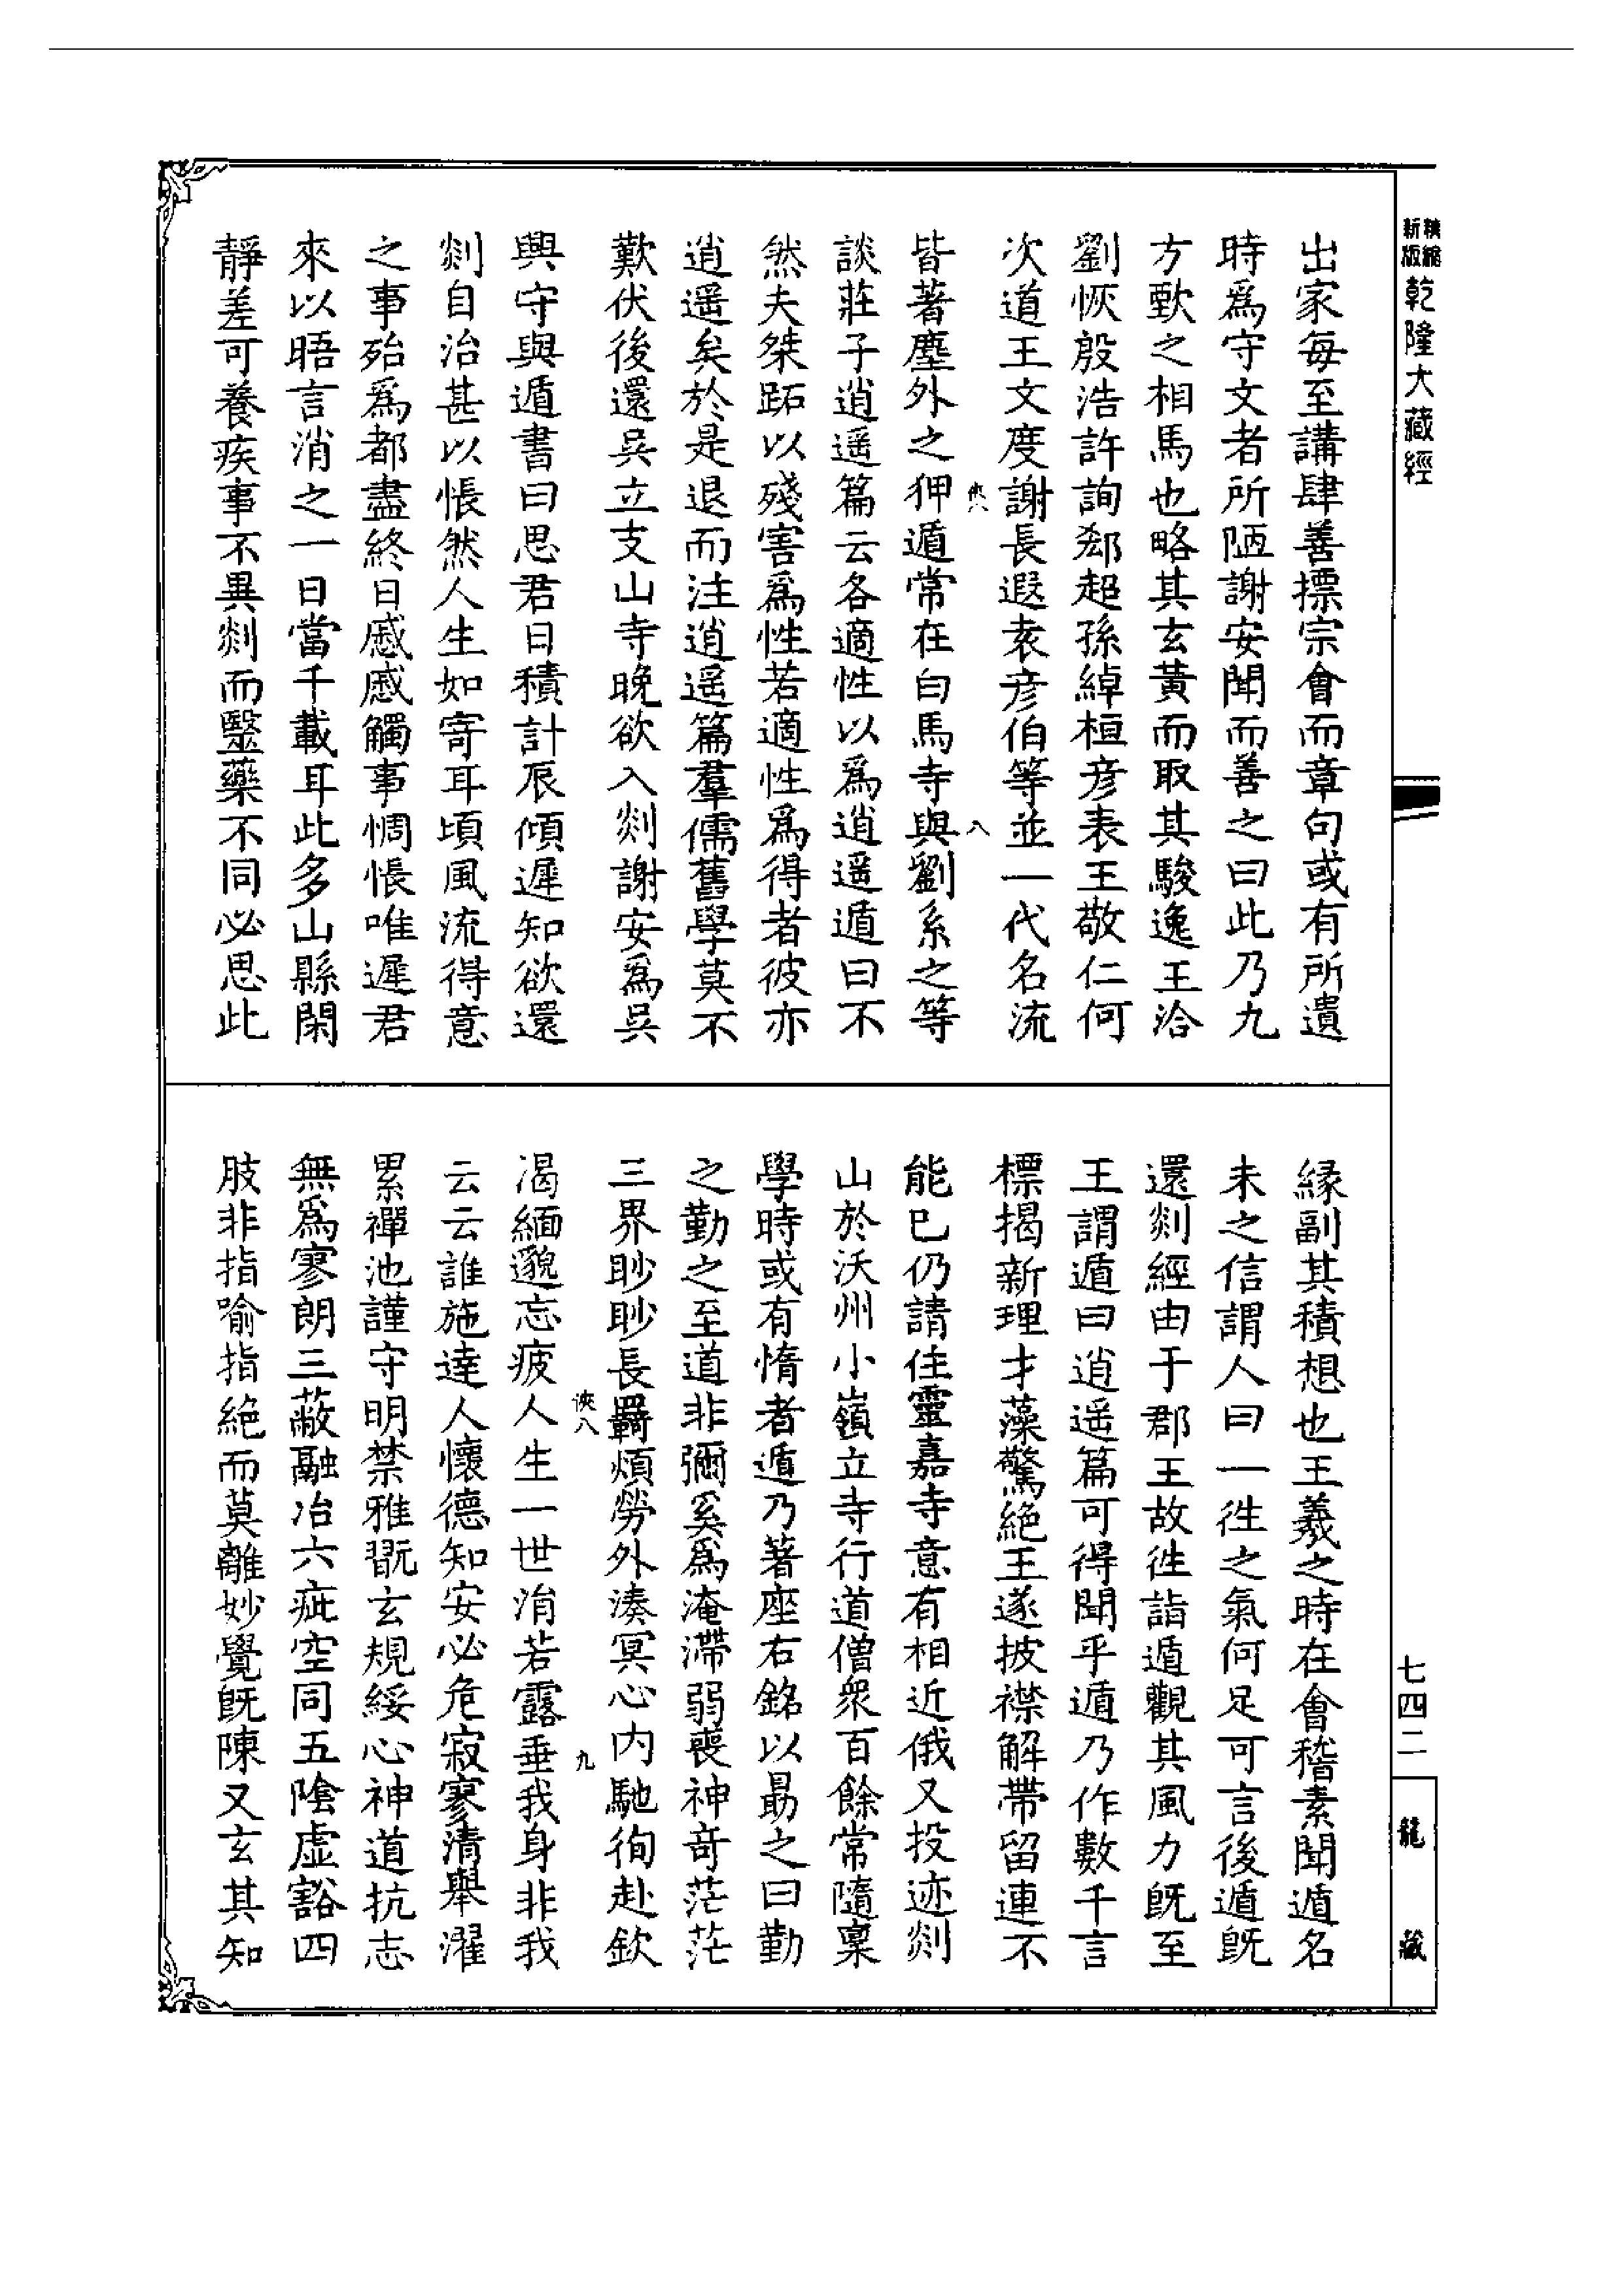 精縮新版乾隆大藏經
出家每至講肆善摽宗會而章句或有所遺
時爲守文者所陋謝安聞而善之曰此乃九
方歅之相馬也略其玄黃而取其駿逸王洽
劉恢殷浩許詢郄超孫綽桓彦表王敬仁何
次道王文度謝長遐袁彦伯等並一代名流
皆著塵外之狎遁常在白馬寺與劉系之等
談莊子逍遥篇云各適性以爲逍遥遁曰不
然夫桀跖以殘害爲性若適性爲得者彼亦
逍遥矣於是退而注逍遥篇羣儒舊學莫不
歎伏後還吳立支山寺晚欲入剡謝安爲吳
興守與遁書曰思君日積計辰傾遲知欲還
剡自治甚以悵然人生如寄耳頃風流得意
之事殆爲都盡終日慼慼觸事惆悵唯遲君
來以晤言消之一日當千載耳此多山縣閑
靜差可養疾事不異剡而毉藥不同必思此
緣副其積想也王羲之時在會稽素聞遁名
未之信謂人曰一徃之氣何足可言後遁旣
還剡經由于郡王故徃詣遁觀其風力旣至
王謂遁曰逍遥篇可得聞乎遁乃作數千言
標揭新理才藻驚絕王遂披襟解帶留連不
能已仍請住靈嘉寺意有相近俄又投迹剡
山於沃州小嶺立寺行道僧衆百餘常隨稟
學時或有惰者遁乃著座右銘以勗之曰勤
之勤之至道非彌奚爲淹滯弱喪神奇茫茫
三界眇眇長羇煩勞外湊冥心内馳徇赴欽
渴緬邈忘疲人生一世涓若露垂我身非我
云云誰施達人懷德知安必危寂寥清舉濯
累禪池謹守明禁雅翫玄規綏心神道抗志
無爲寥朗三蔽融冶六疵空同五陰虛豁四
肢非指喻指絕而莫離妙覺旣陳又玄其知
俠
八
俠八
九
七四二
龍藏